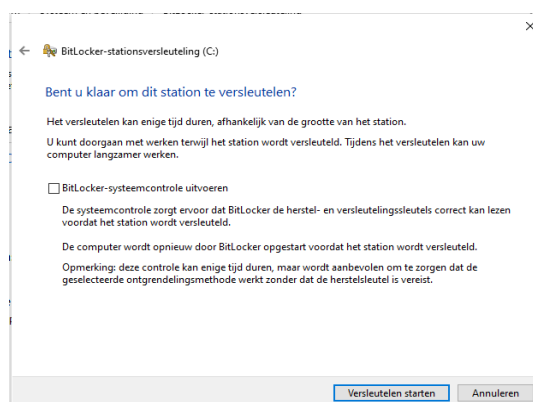 BitLocker-stationsversleuteling (C:)
Bent u klaar om dit station te versleutelen?
Het versleutelen kan enige tijd duren, afhankelijk van de grootte van het station.
U kunt doorgaan met werken terwijl het station wordt versleuteld. Tijdens het versleutelen kan uw
computer langzamer werken.
BitLocker-systeemcontrole uitvoeren
De systeemcontrole zorgt ervoor dat BitLocker de herstel- en versleutelingssleutels correct kan lezen
voordat het station wordt versleuteld.
De computer wordt opnieuw door BitLocker opgestart voordat het station wordt versleuteld.
Opmerking: deze controle kan enige tijd duren, maar wordt aanbevolen om te zorgen dat de
geselecteerde ontgrendelingsmethode werkt zonder dat de herstelsleutel is vereist.
Versleutelen starten
Annuleren